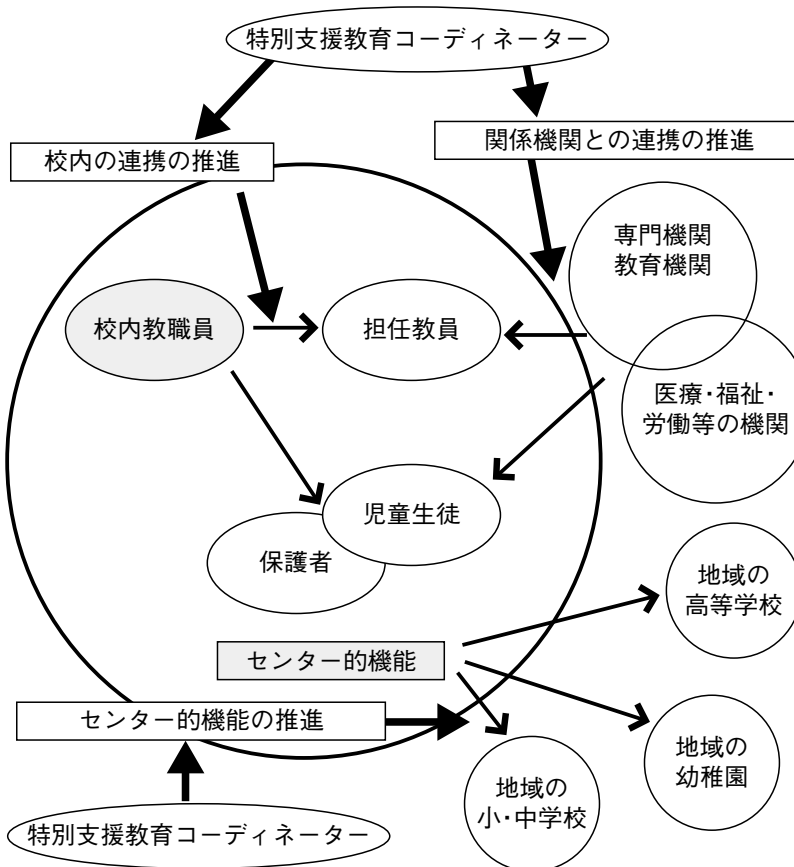 特別支援教育コーディネーター
校内の連携の推進
関係機関との連携の推進
専門機関
教育機関
校内教職員
担任教員
医療・福祉・
労働等の機関
児童生徒
保護者
地域の
高等学校
センター的機能
センター的機能の推進
地域の
幼稚園
地域の
小・中学校
特別支援教育コーディネーター